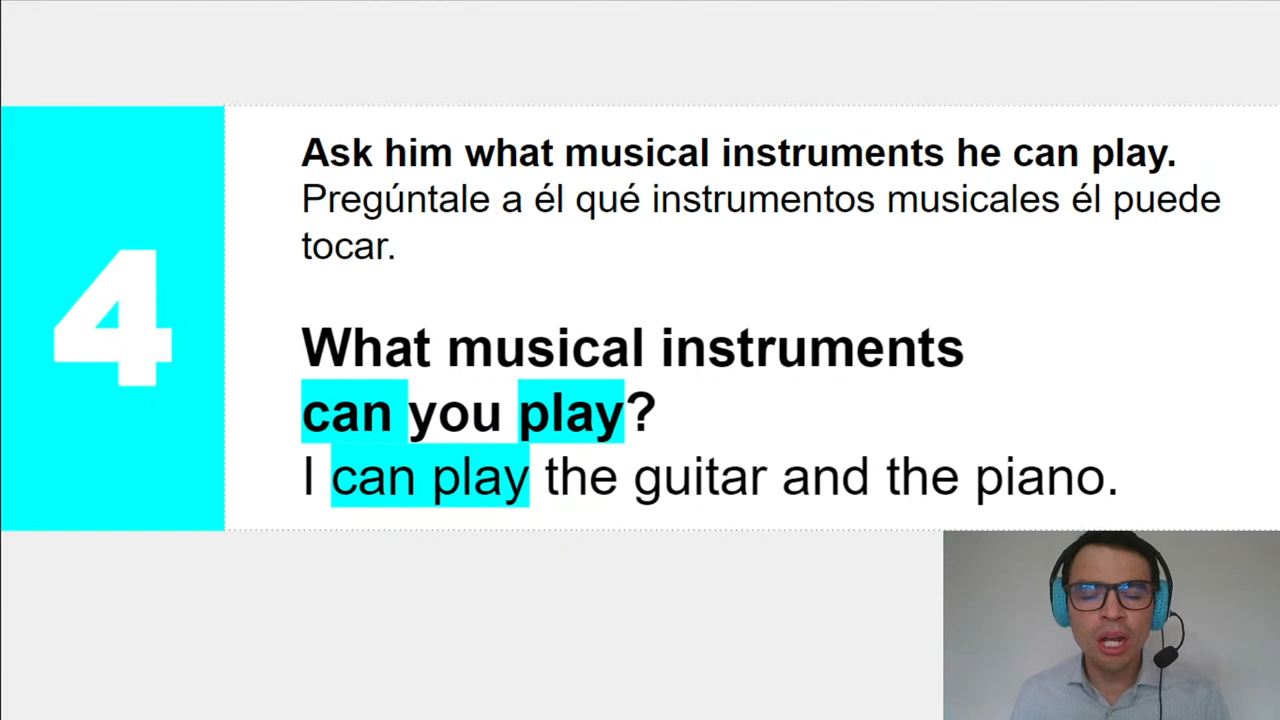 4
Ask him what musical instruments he can play.
Pregúntale a él qué instrumentos musicales él puede
tocar.
What musical instruments
can you play?
I can play the guitar and the piano.